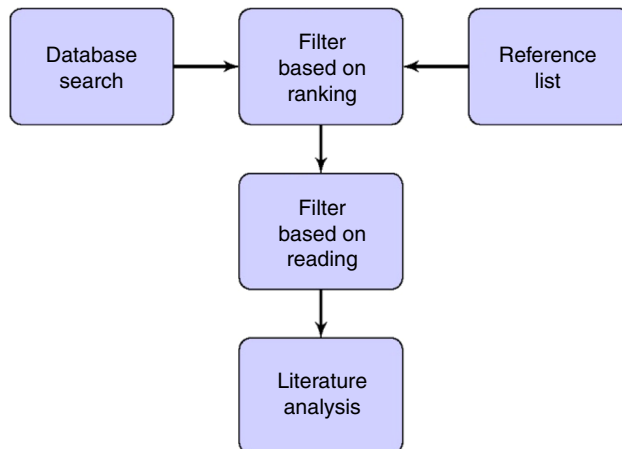 Database
search
Filter
based on
ranking
Reference
list
Filter
based on
reading
Literature
analysis